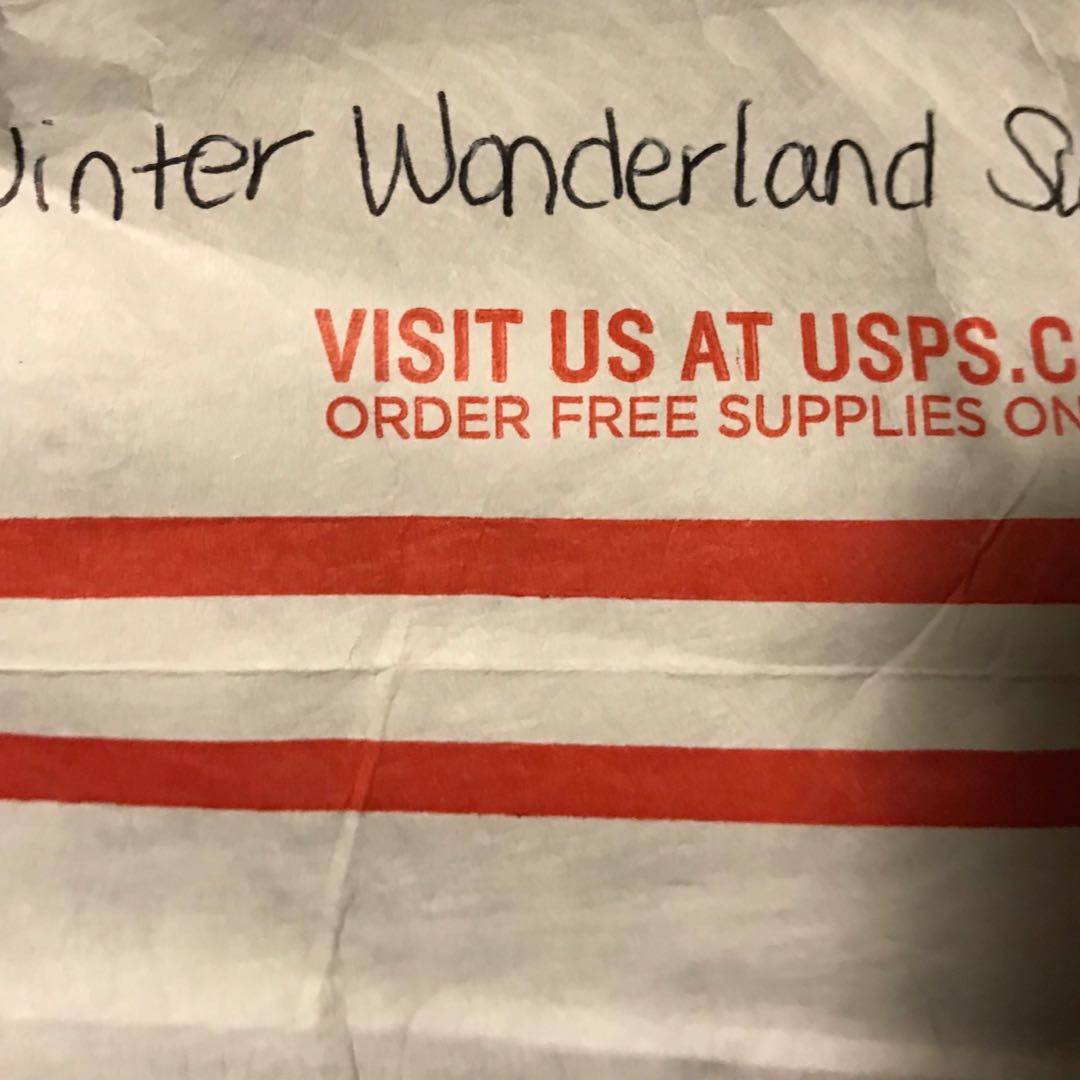 Winter Wonderland
VISIT US AT USPS.C
ORDER FREE SUPPLIES ON